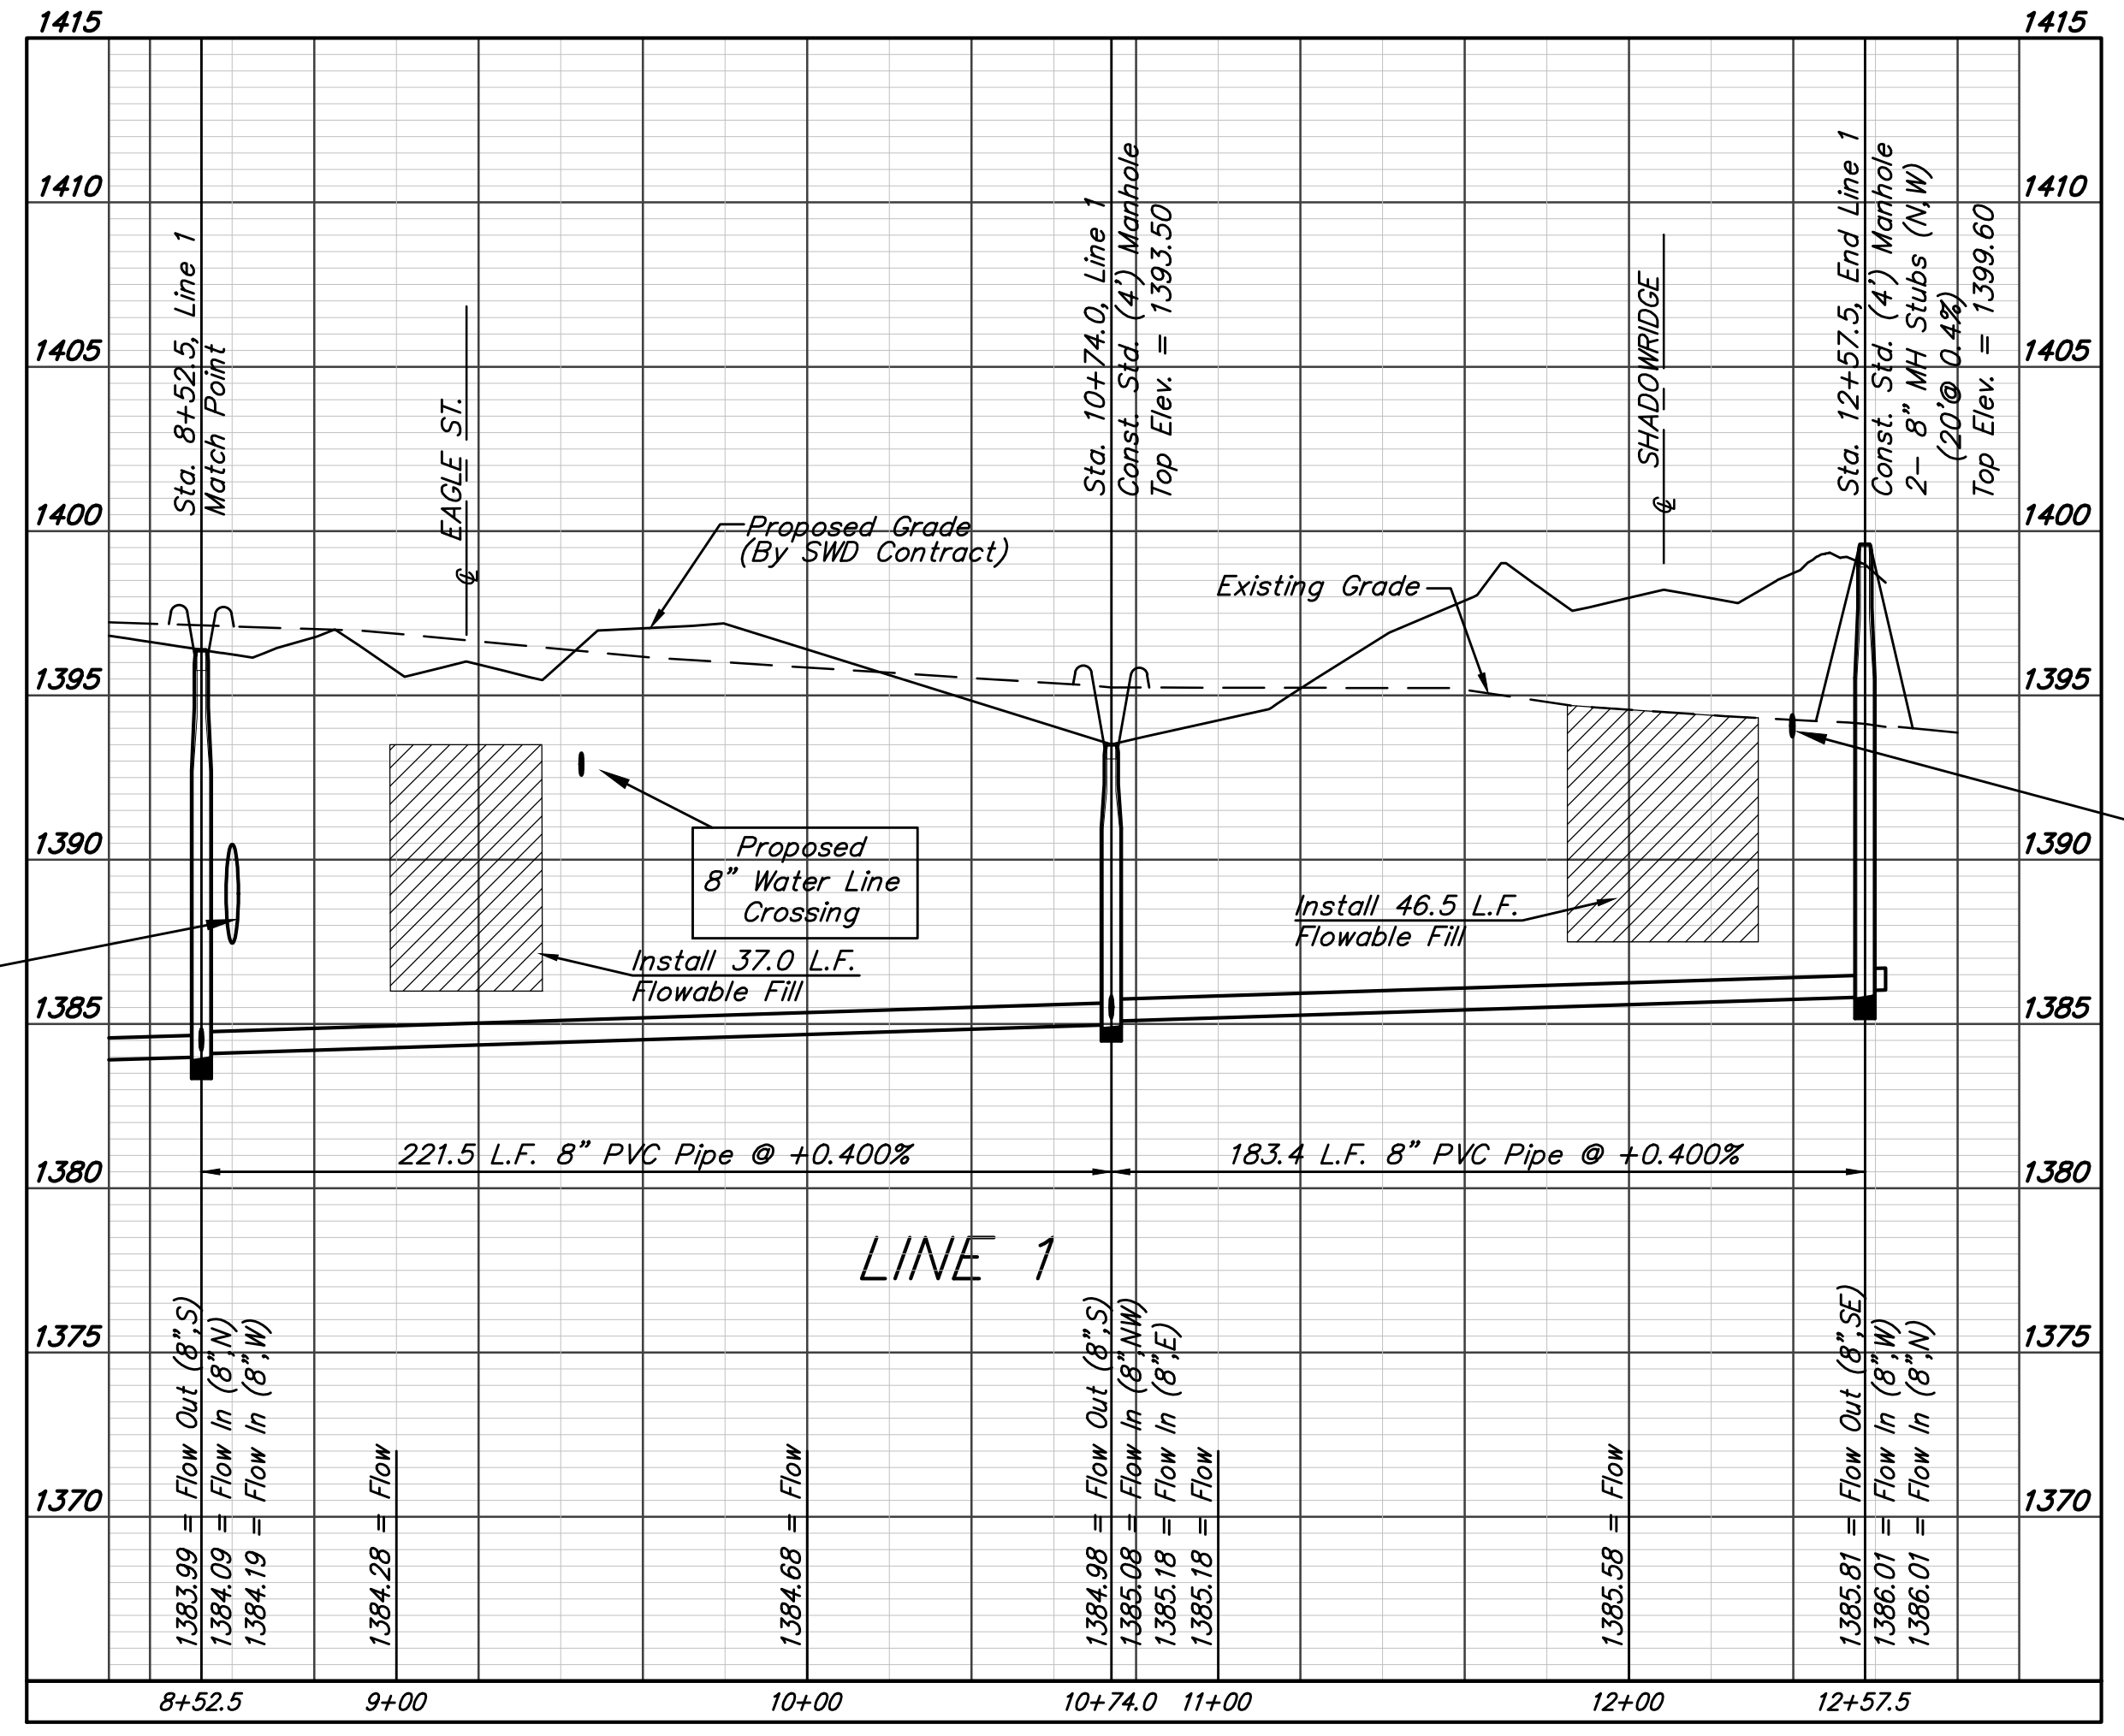 1415
1415
1410
1410
1405
1405
1400
1400
1395
1395
1390
1390
1385
1385
1380
1380
1375
1375
1370
1370
Sta. 8+52.5, Line 1
Match Point
EAGLE ST.
℄
Proposed Grade
(By SWD Contract)
Sta. 10+74.0, Line 1
Const. Std. (4') Manhole
Top Elev. = 1393.50
Existing Grade
SHADOWRIDGE
℄
Sta. 12+57.5, End Line 1
Const. Std. (4') Manhole
2- 8" MH Stubs (N,W)
(20'@ 0.4%)
Top Elev. = 1399.60
Proposed
8" Water Line
Crossing
Install 37.0 L.F.
Flowable Fill
Install 46.5 L.F.
Flowable Fill
221.5 L.F. 8" PVC Pipe @ +0.400%
183.4 L.F. 8" PVC Pipe @ +0.400%
LINE 1
1383.99 = Flow Out (8",S)
1384.09 = Flow In (8",N)
1384.19 = Flow In (8",W)
1384.28 = Flow
1384.68 = Flow
1384.98 = Flow Out (8",S)
1385.08 = Flow In (8",NW)
1385.18 = Flow In (8",E)
1385.18 = Flow
1385.58 = Flow
1385.81 = Flow Out (8",SE)
1386.01 = Flow In (8",W)
1386.01 = Flow In (8",N)
8+52.5
9+00
10+00
10+74.0
11+00
12+00
12+57.5